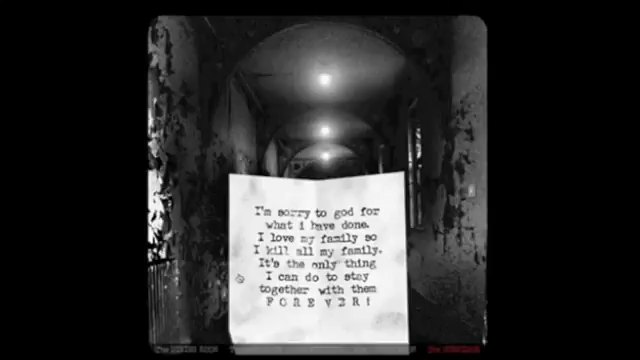 I'm sorry to god for
what i have done.
I love my family so
I kill all my family.
It's the only thing
I can do to stay
together with them
F O R E V E R !